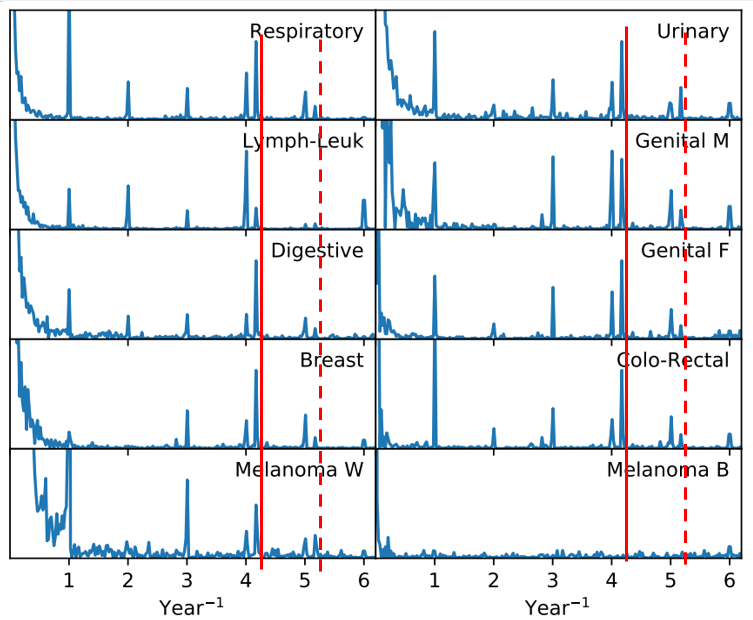 Respiratory
Urinary
Lymph-Leuk
Genital M
Digestive
Genital F
Breast
Colo-Rectal
Melanoma W
Melanoma B
1 2 3 4 5 6
1 2 3 4 5 6
Year⁻¹
Year⁻¹